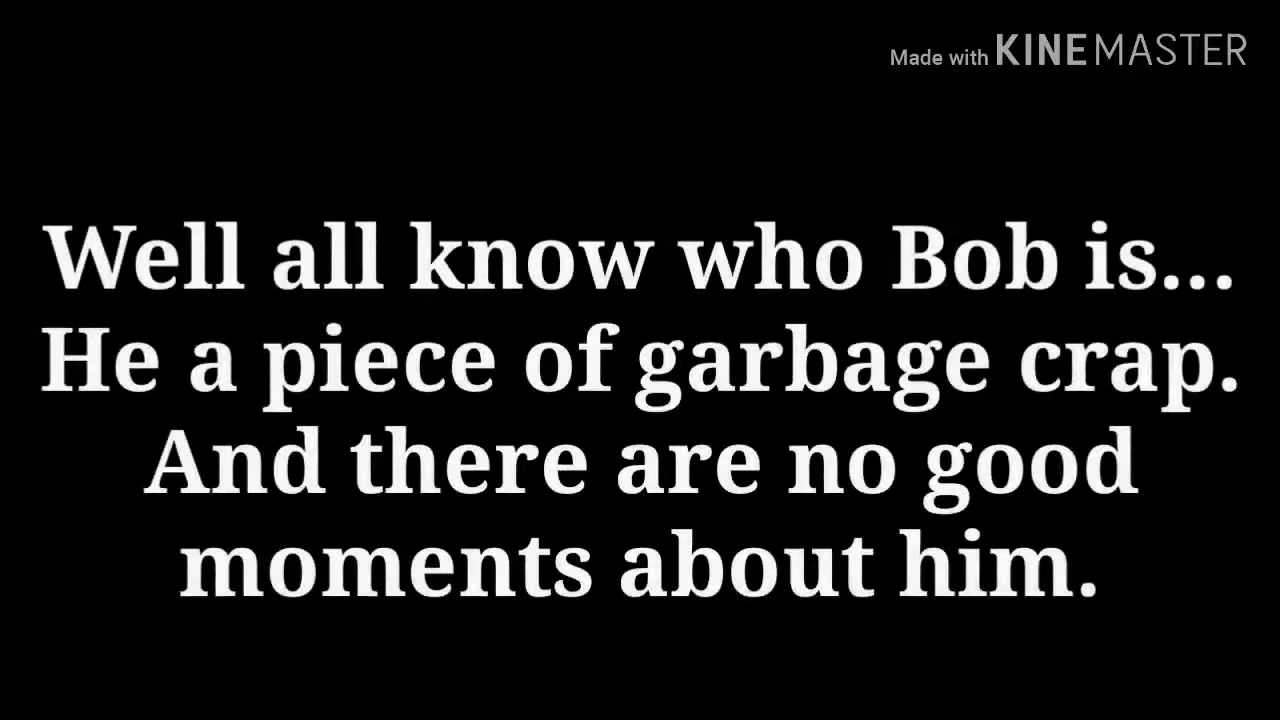 Made with KINEMASTER
Well all know who Bob is...
He a piece of garbage crap.
And there are no good
moments about him.